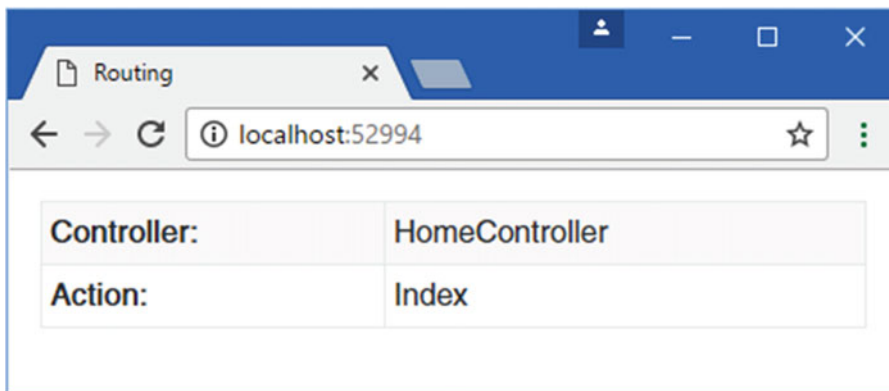 Routing
localhost:52994
Controller: HomeController
Action: Index